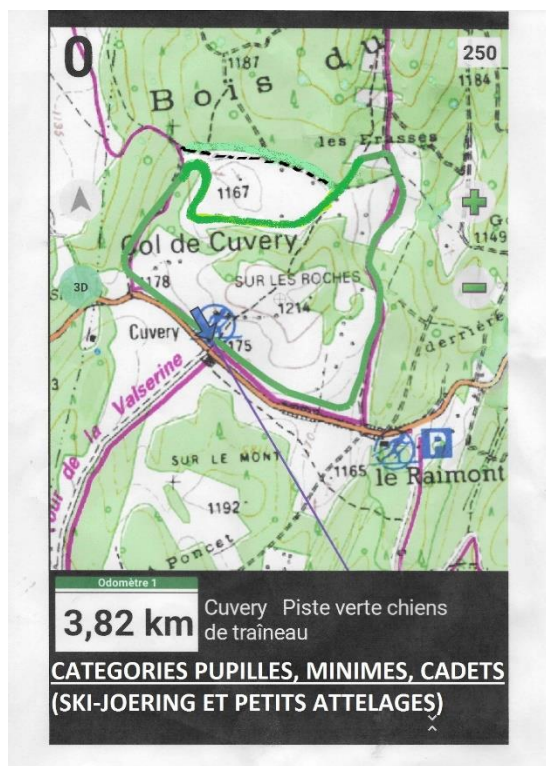 0
250
1187
1184
Bois du
les Frasses
1167
Col de Cuvery
1149
3D
1178
SUR LES ROCHES
1214
Cuvery
175
derrière
3
de la Valserine
SUR LE MONT
P
1165
le Raimont
1192
Poncet
Odomètre 1
3,82 km
Cuvery Piste verte chiens
de traîneau
CATEGORIES PUPILLES, MINIMES, CADETS
(SKI-JOERING ET PETITS ATTELAGES)